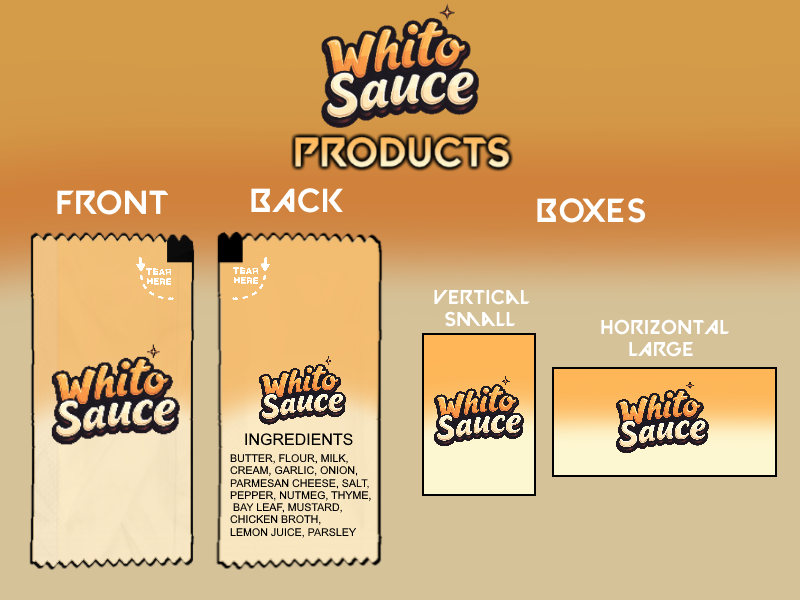 Whito
Sauce
PRODUCTS
FRONT
BACK
BOXES
TEAR
HERE
TEAR
HERE
Whito
Sauce
Whito
Sauce
INGREDIENTS
BUTTER, FLOUR, MILK,
CREAM, GARLIC, ONION,
PARMESAN CHEESE, SALT,
PEPPER, NUTMEG, THYME,
BAY LEAF, MUSTARD,
CHICKEN BROTH,
LEMON JUICE, PARSLEY
VERTICAL
SMALL
Whito
Sauce
HORIZONTAL
LARGE
Whito
Sauce